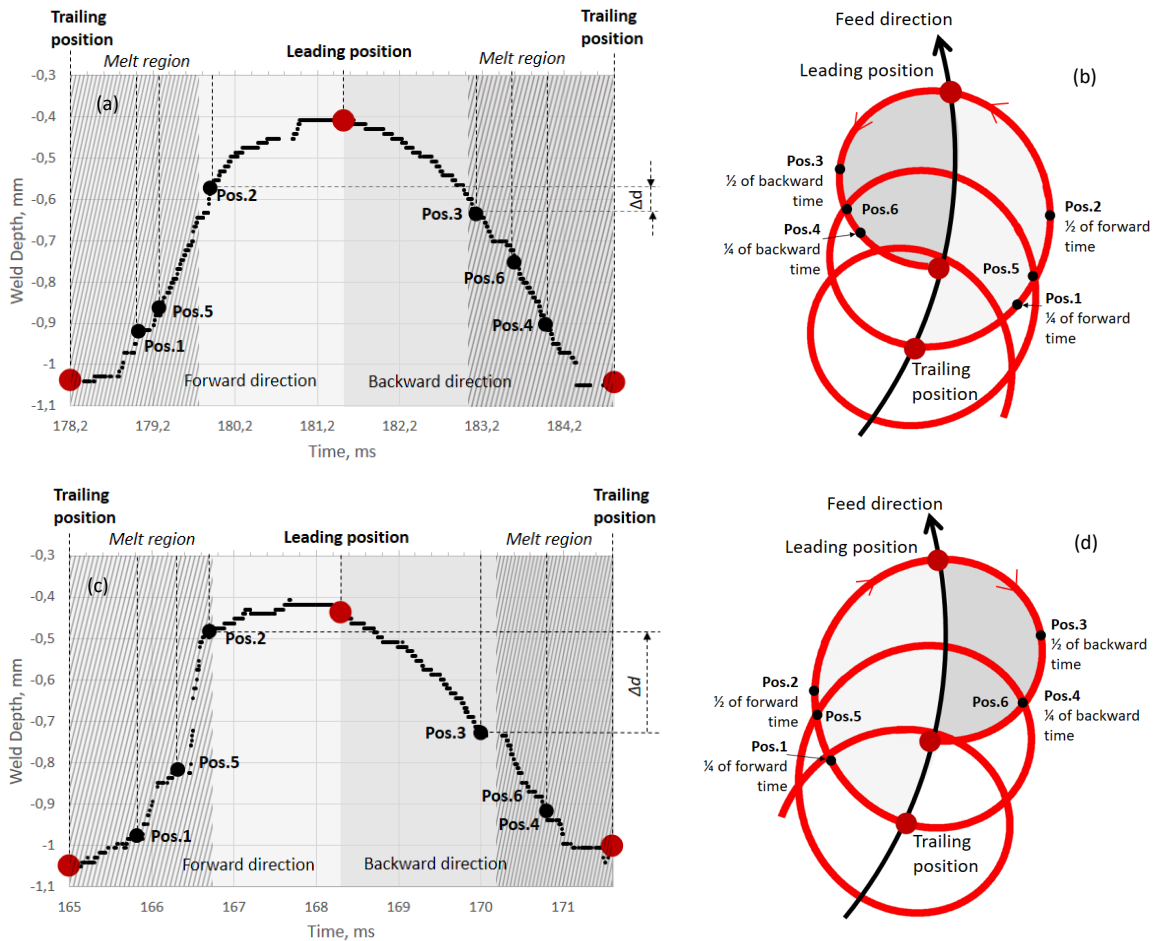 Trailing
position
Melt region
Leading position
Trailing
position
Melt region
-0,3
-0,4
-0,5
-0,6
-0,7
-0,8
-0,9
-1
-1,1
Weld Depth, mm
(a)
Pos.2
Pos.3
Δd
Pos.6
Pos.5
Pos.4
Pos.1
Forward direction
Backward direction
178,2
179,2
180,2
181,2
182,2
183,2
184,2
Time, ms
Feed direction
(b)
Leading position
Pos.3
½ of backward
time
Pos.6
Pos.2
½ of forward
time
Pos.4
¼ of backward
time
Pos.5
Pos.1
¼ of forward
time
Trailing
position
Trailing
position
Melt region
Leading position
Trailing
position
Melt region
-0,3
-0,4
-0,5
-0,6
-0,7
-0,8
-0,9
-1
-1,1
Weld Depth, mm
(c)
Pos.2
Δd
Pos.3
Pos.5
Pos.6
Pos.4
Pos.1
Forward direction
Backward direction
165
166
167
168
169
170
171
Time, ms
Feed direction
(d)
Leading position
Pos.3
½ of backward
time
Pos.2
½ of forward
time
Pos.5
Pos.6
Pos.4
¼ of backward
time
Pos.1
¼ of forward
time
Trailing
position